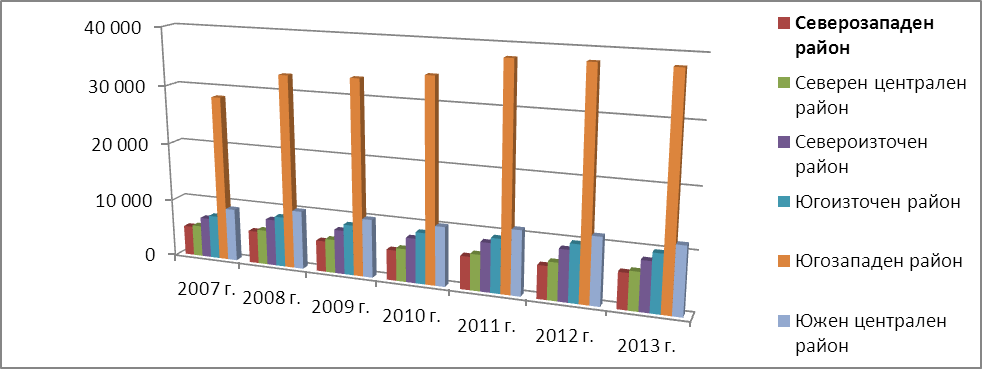 40 000
30 000
20 000
10 000
0
2007 г.
2008 г.
2009 г.
2010 г.
2011 г.
2012 г.
2013 г.
Северозападен
район
Северен централен
район
Североизточен
район
Югоизточен район
Югозападен район
Южен централен
район